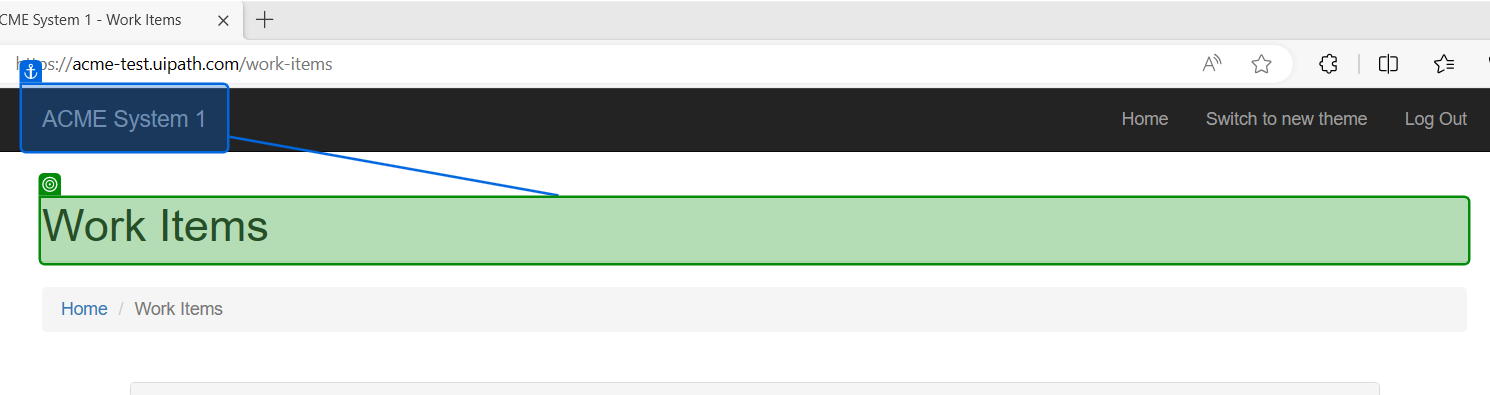 CME System 1 - Work Items
https://acme-test.uipath.com/work-items
ACME System 1
Home
Switch to new theme
Log Out
Work Items
Home / Work Items